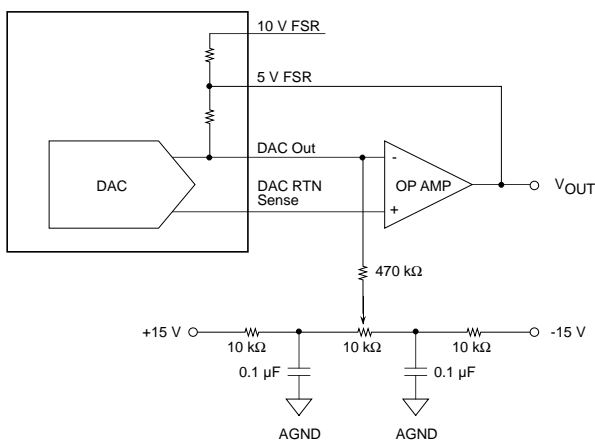 10 V FSR
5 V FSR
DAC Out
DAC
DAC RTN
Sense
-
+
OP AMP
VOUT
470 kΩ
+15 V
-15 V
10 kΩ
10 kΩ
10 kΩ
0.1 µF
0.1 µF
AGND
AGND